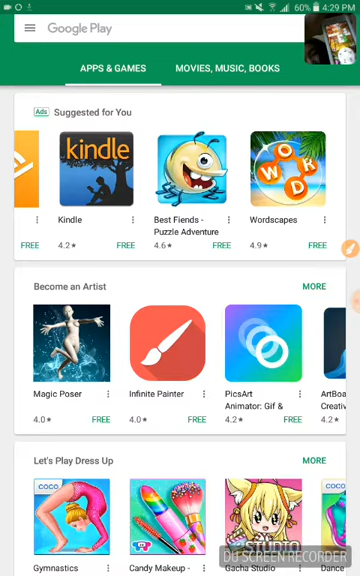 60% 4:29 PM
Google Play
APPS & GAMES MOVIES, MUSIC, BOOKS
Ads Suggested for You
kindle
WORD
Kindle Best Fiends - Puzzle Adventure Wordscapes
FREE 4.2★ FREE 4.6★ FREE 4.9★ FREE
Become an Artist MORE
Magic Poser Infinite Painter PicsArt Animator: Gif & ArtBoa Creativ
4.0★ FREE 4.0★ FREE 4.2★ FREE 4.2★
Let's Play Dress Up MORE
COCO COCO
STUDIO
DU SCREEN RECORDER
Gymnastics Candy Makeup - Gacha Studio Dance